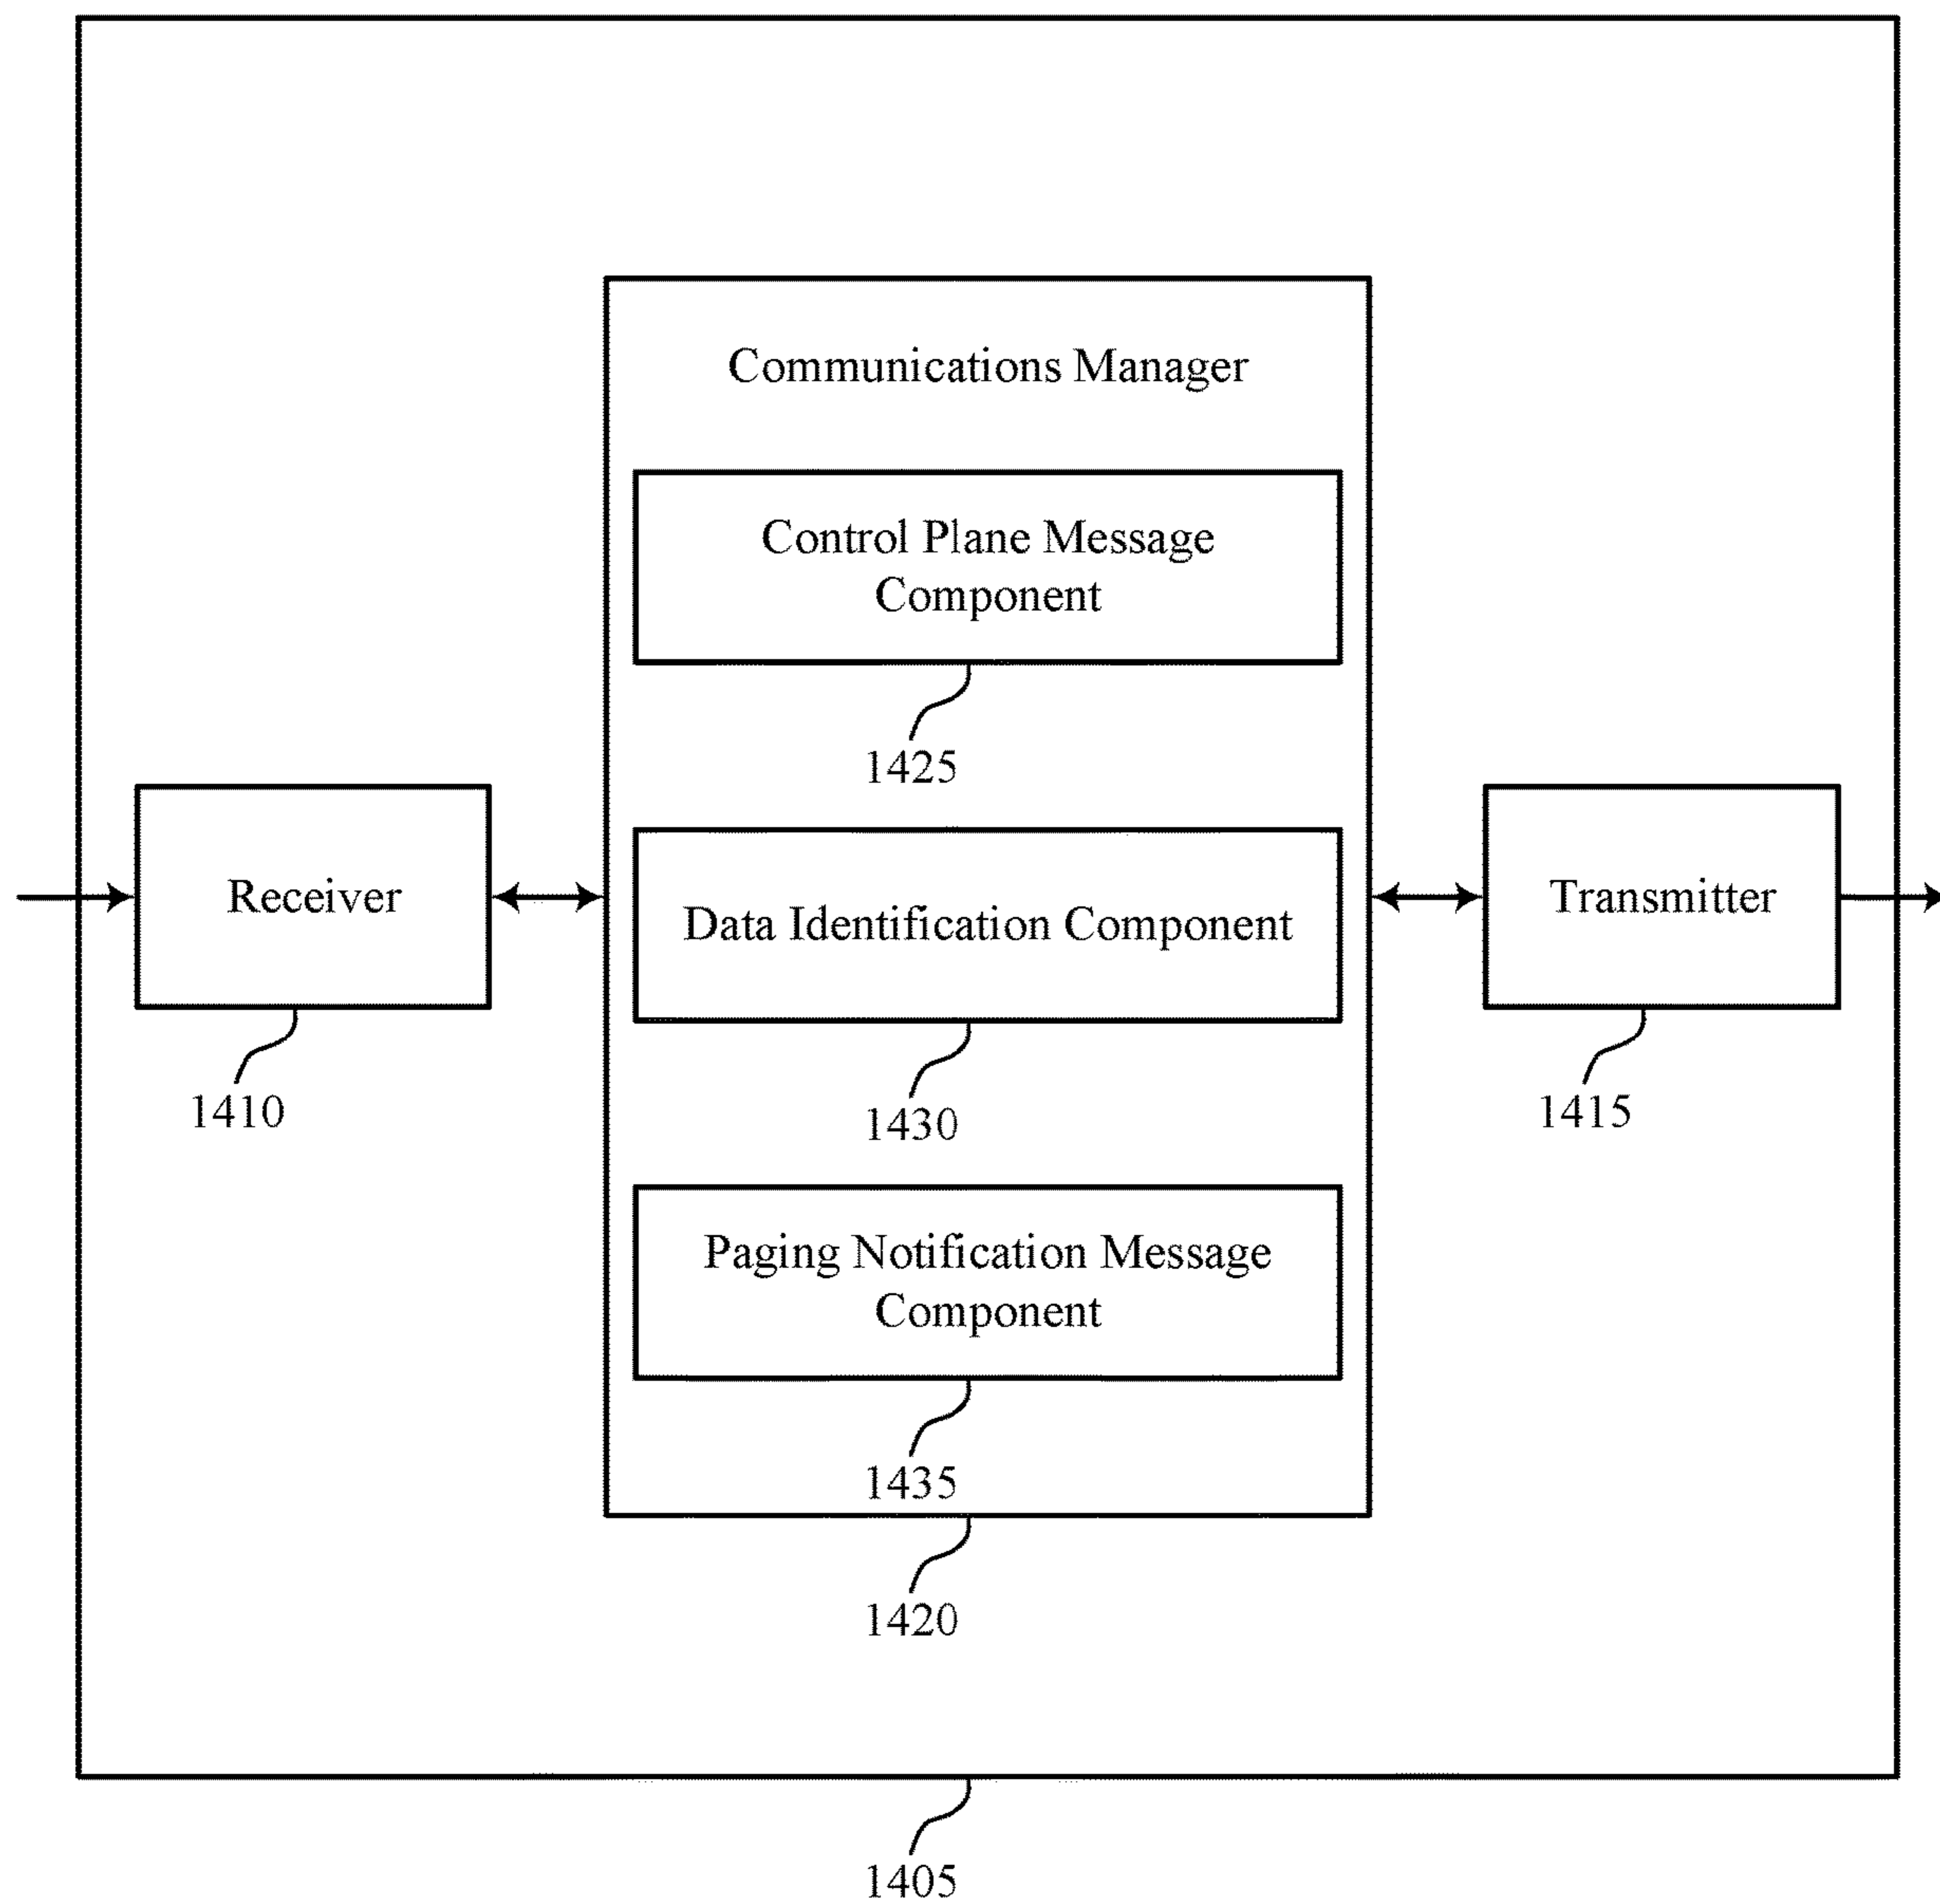 Communications Manager
Control Plane Message
Component
1425
Receiver
1410
Data Identification Component
1430
Transmitter
1415
Paging Notification Message
Component
1435
1420
1405